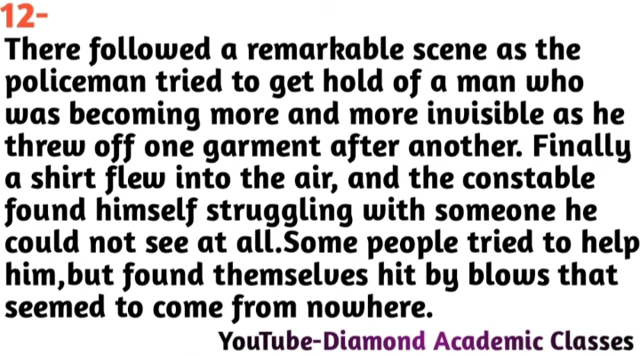 12-
There followed a remarkable scene as the
policeman tried to get hold of a man who
was becoming more and more invisible as he
threw off one garment after another. Finally
a shirt flew into the air, and the constable
found himself struggling with someone he
could not see at all.Some people tried to help
him,but found themselves hit by blows that
seemed to come from nowhere.
YouTube-Diamond Academic Classes